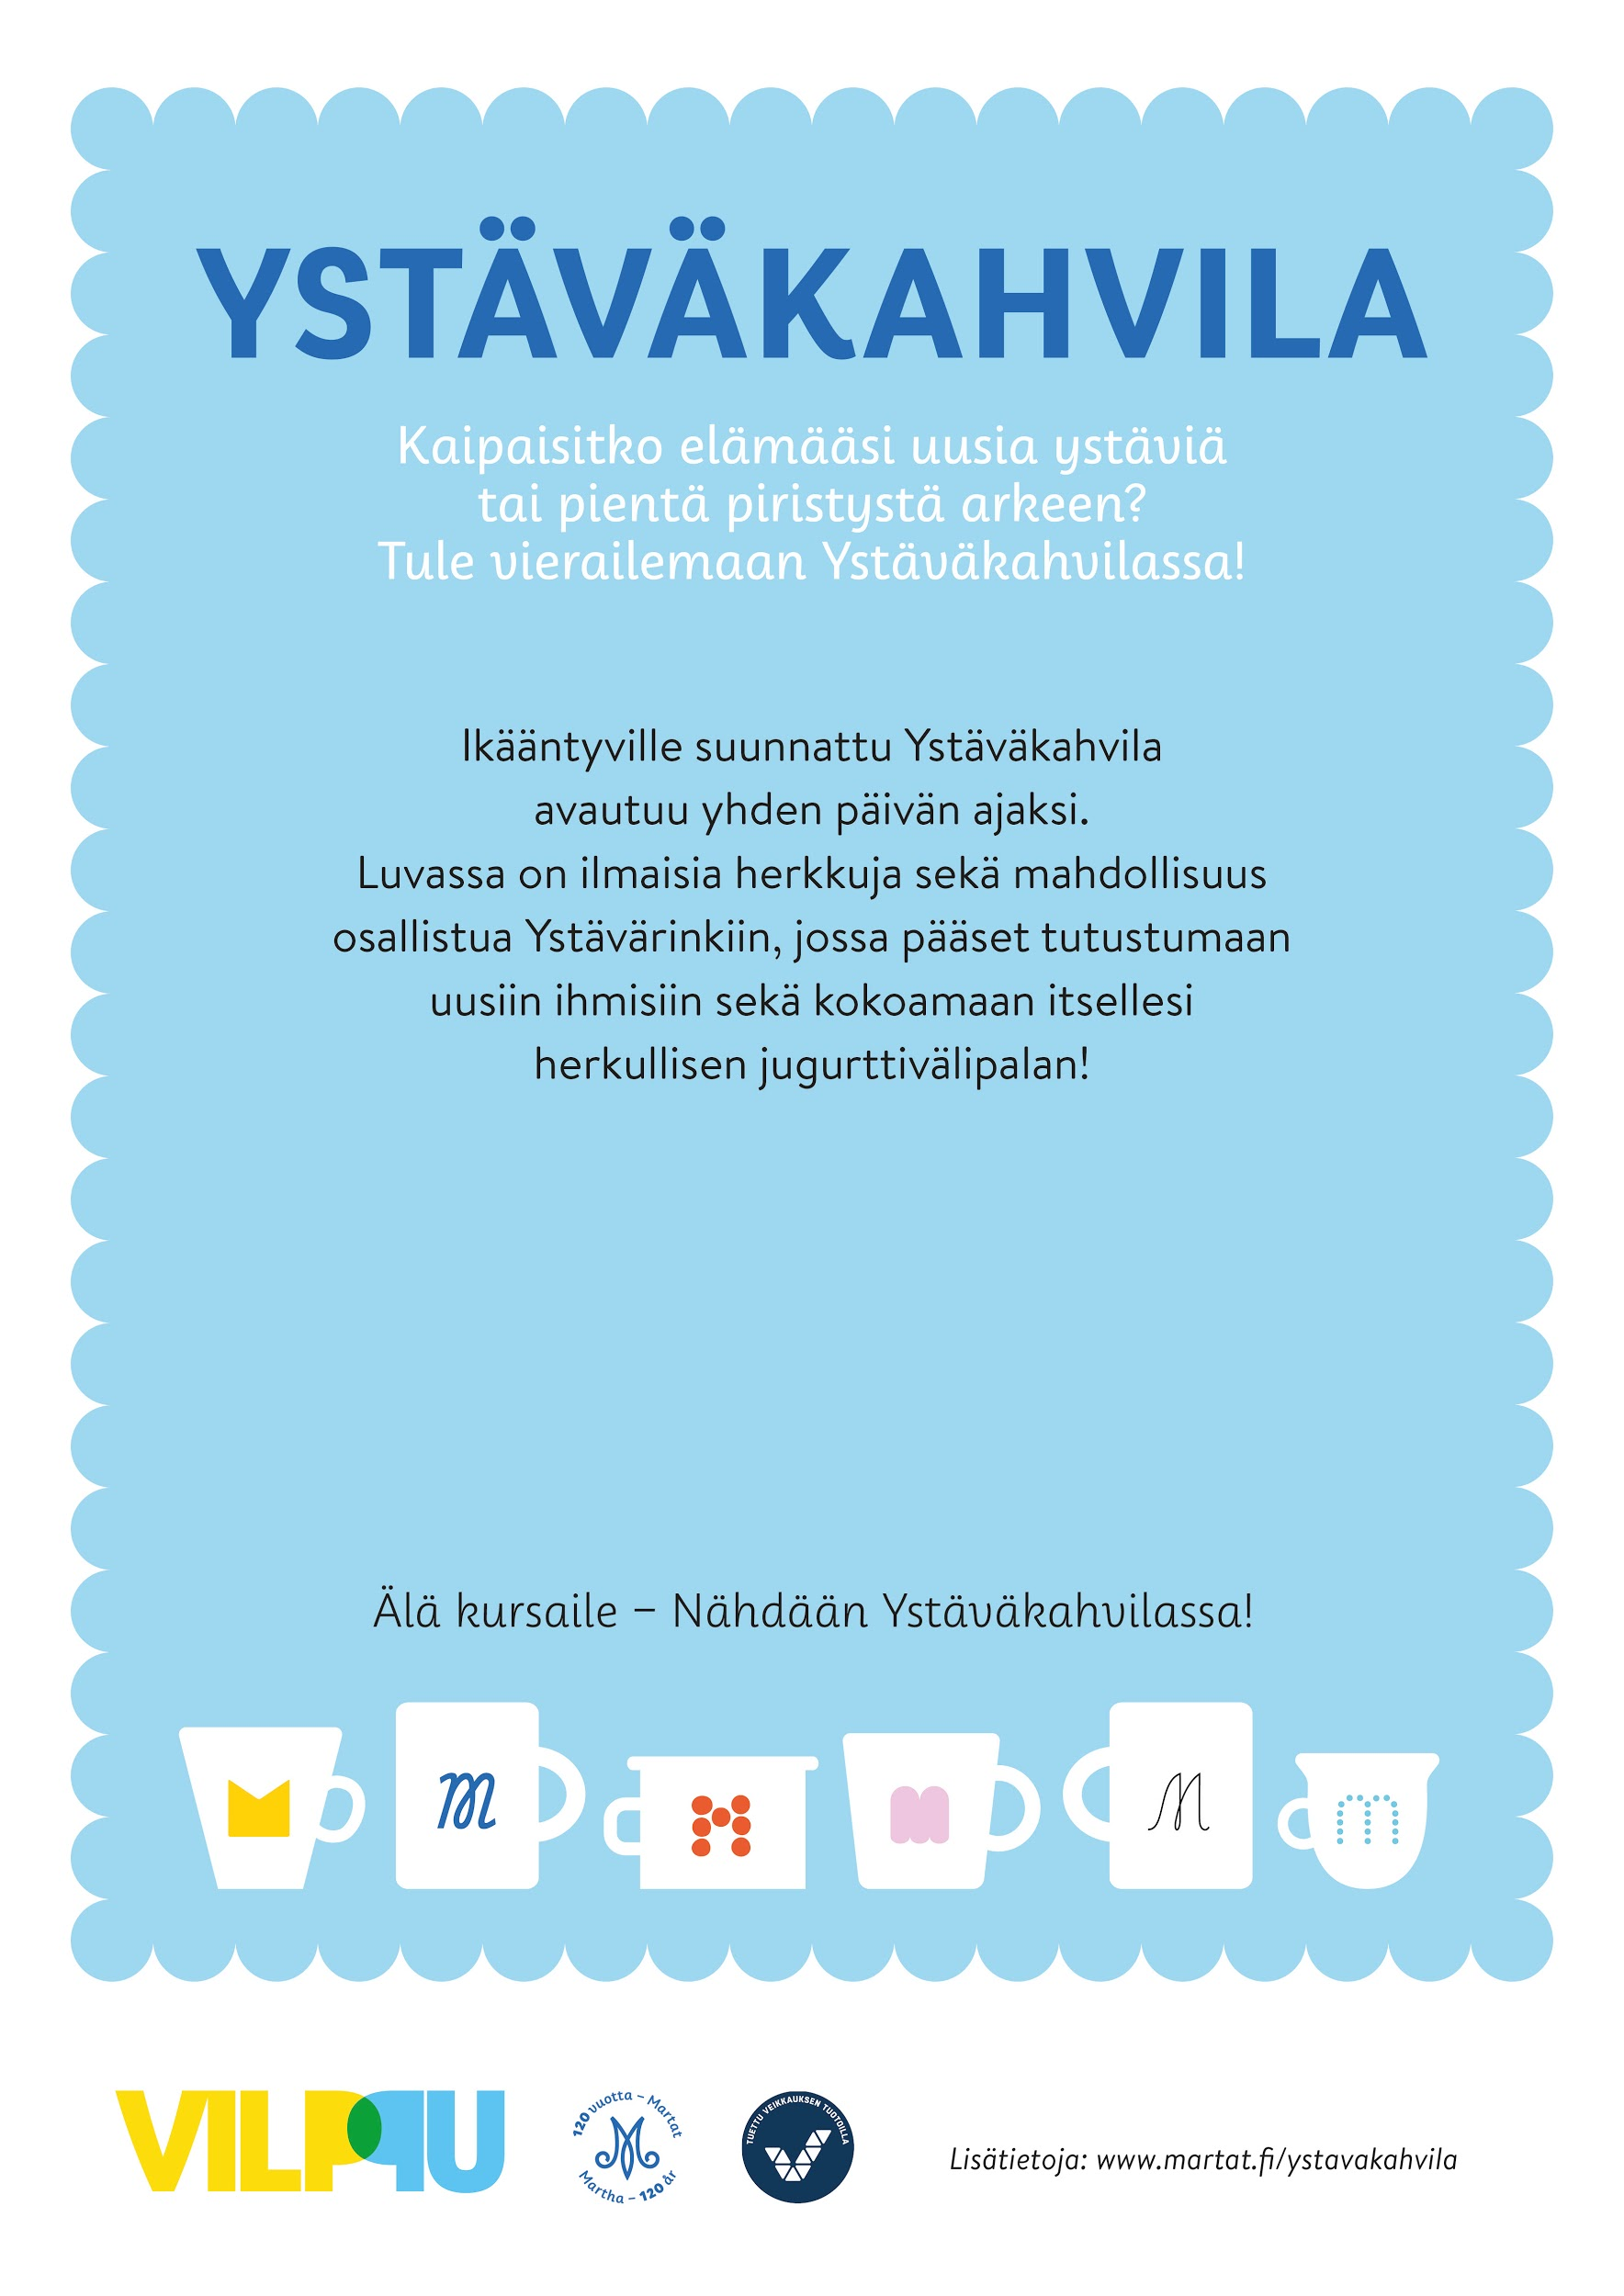 YSTÄVÄKAHVILA
Kaipaisitko elämääsi uusia ystäviä
tai pientä piristystä arkeen?
Tule vierailemaan Ystäväkahvilassa!
Ikääntyville suunnattu Ystäväkahvila
avautuu yhden päivän ajaksi.
Luvassa on ilmaisia herkkuja sekä mahdollisuus
osallistua Ystävärinkiin, jossa pääset tutustumaan
uusiin ihmisiin sekä kokoamaan itsellesi
herkullisen jugurttivälipalan!
Älä kursaile – Nähdään Ystäväkahvilassa!
M M M M M m
VILPPU
120 vuotta – Martat
M
Martha – 120 år
TUETTU VEIKKAUKSEN TUOTOILLA
Lisätietoja: www.martat.fi/ystavakahvila